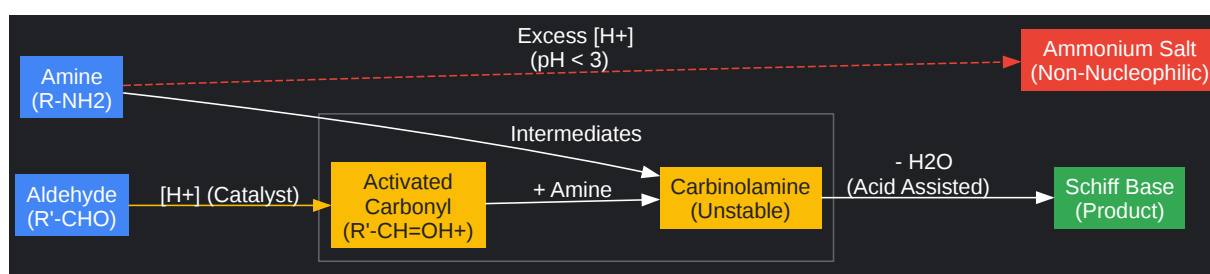 Excess [H+]
(pH < 3)
Ammonium Salt
(Non-Nucleophilic)
Amine
(R-NH2)
Intermediates
Aldehyde
(R'-CHO)
[H+] (Catalyst)
Activated
Carbonyl
(R'-CH=OH+)
+ Amine
Carbinolamine
(Unstable)
- H2O
(Acid Assisted)
Schiff Base
(Product)